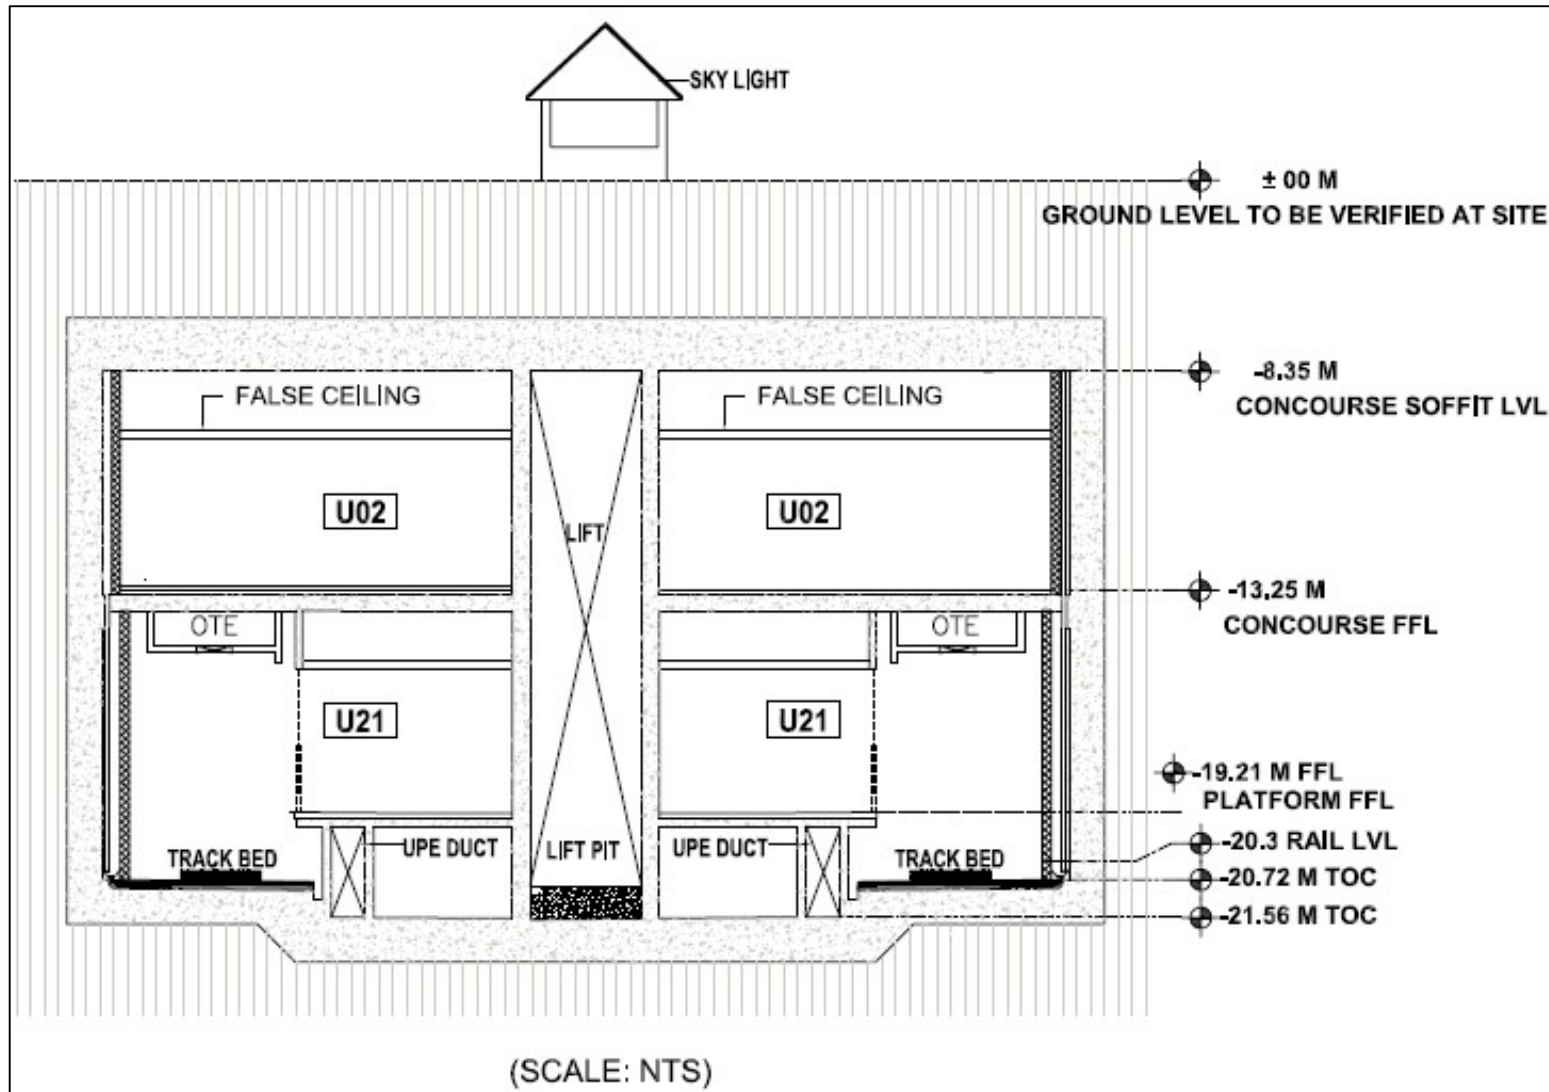 SKY LIGHT
± 00 M
GROUND LEVEL TO BE VERIFIED AT SITE
-8.35 M
CONCOURSE SOFFIT LVL
FALSE CEILING
FALSE CEILING
U02
U02
LIFT
-13.25 M
CONCOURSE FFL
OTE
OTE
U21
U21
-19.21 M FFL
PLATFORM FFL
-20.3 RAIL LVL
TRACK BED
UPE DUCT
LIFT PIT
UPE DUCT
TRACK BED
-20.72 M TOC
-21.56 M TOC
(SCALE: NTS)